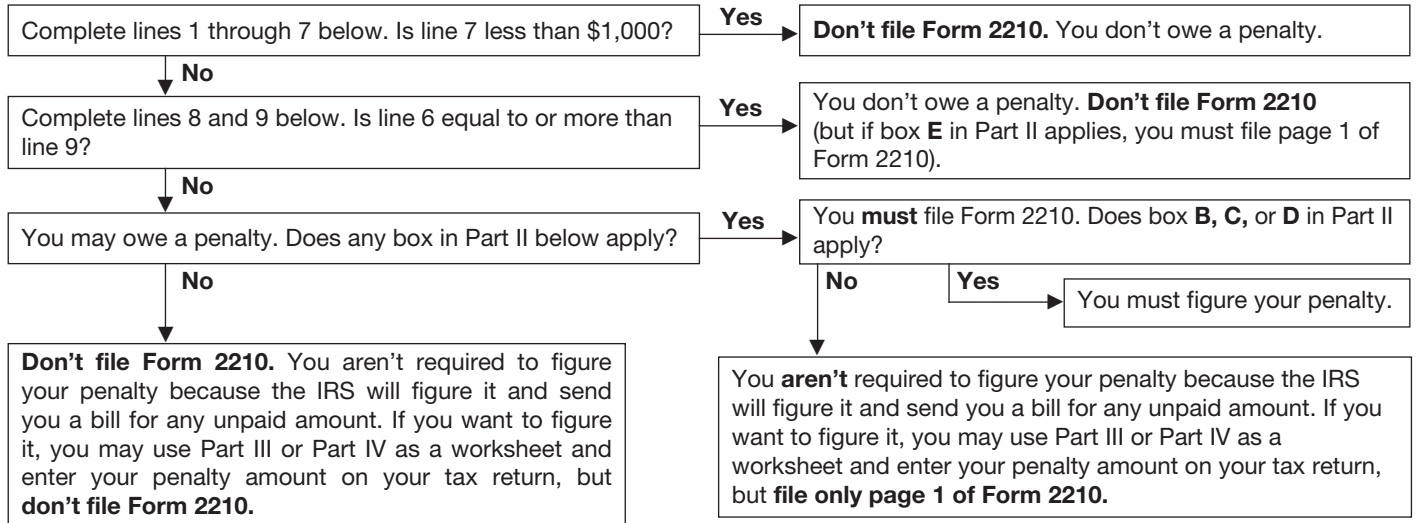 Complete lines 1 through 7 below. Is line 7 less than $1,000?
Yes
Don't file Form 2210. You don't owe a penalty.
No
Complete lines 8 and 9 below. Is line 6 equal to or more than
line 9?
Yes
You don't owe a penalty. Don't file Form 2210
(but if box E in Part II applies, you must file page 1 of
Form 2210).
No
You may owe a penalty. Does any box in Part II below apply?
Yes
You must file Form 2210. Does box B, C, or D in Part II
apply?
No
No
Yes
You must figure your penalty.
Don't file Form 2210. You aren't required to figure
your penalty because the IRS will figure it and send
you a bill for any unpaid amount. If you want to figure
it, you may use Part III or Part IV as a worksheet and
enter your penalty amount on your tax return, but
don't file Form 2210.
You aren't required to figure your penalty because the IRS
will figure it and send you a bill for any unpaid amount. If you
want to figure it, you may use Part III or Part IV as a
worksheet and enter your penalty amount on your tax return,
but file only page 1 of Form 2210.